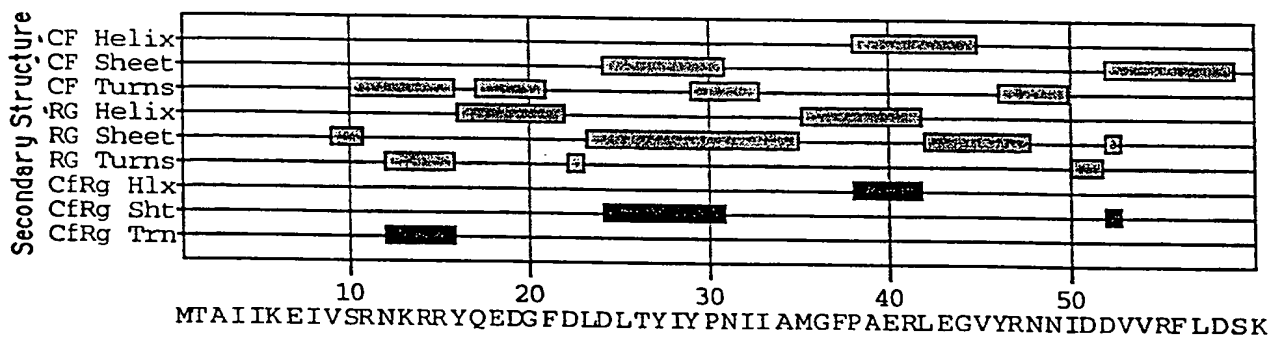 Secondary Structure
CF Helix
CF Sheet
CF Turns
RG Helix
RG Sheet
RG Turns
CfRg Hlx
CfRg Sht
CfRg Trn
10 20 30 40 50
MTAIIKEIVSRNKRRYQEDGFDLDLTYIYPNIIAMGFPAERLEGVYRNNIDDVVRFLDSK